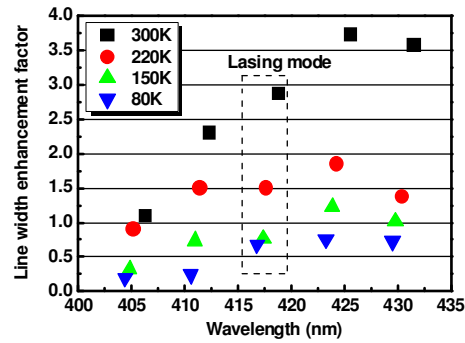 4.0
3.5
3.0
2.5
2.0
1.5
1.0
0.5
0.0
Line width enhancement factor
300K
220K
150K
80K
Lasing mode
400 405 410 415 420 425 430 435
Wavelength (nm)